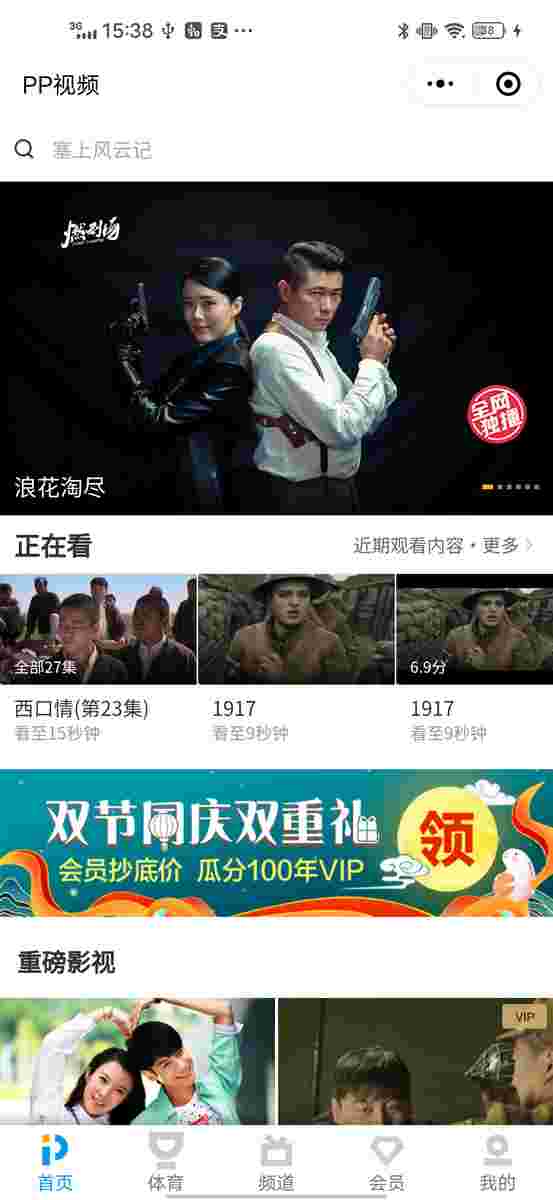 3G 15:38
PP视频
塞上风云记
燃剧场
全网
独播
浪花淘尽
正在看
近期观看内容·更多
全部27集
6.9分
西口情(第23集)
1917
1917
看至15秒钟
看至9秒钟
看至9秒钟
双节同庆双重礼
领
会员抄底价 瓜分100年VIP
重磅影视
VIP
首页
体育
频道
会员
我的